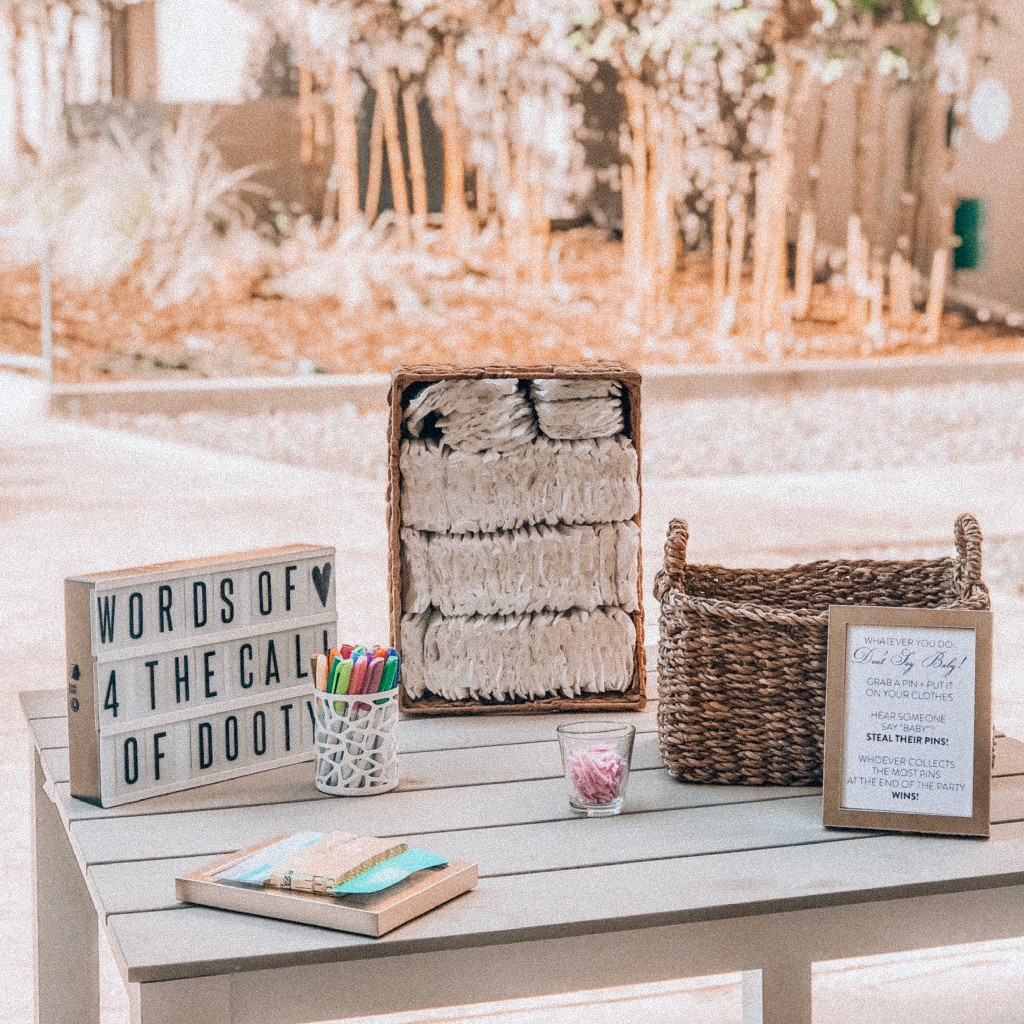 WORDS OF ♥
4 THE CALL
OF DOOTY
WHATEVER YOU DO:
Don't Say Baby!
GRAB A PIN + PUT IT
ON YOUR CLOTHES
HEAR SOMEONE
SAY "BABY"?
STEAL THEIR PINS!
WHOEVER COLLECTS
THE MOST PINS
AT THE END OF THE PARTY
WINS!